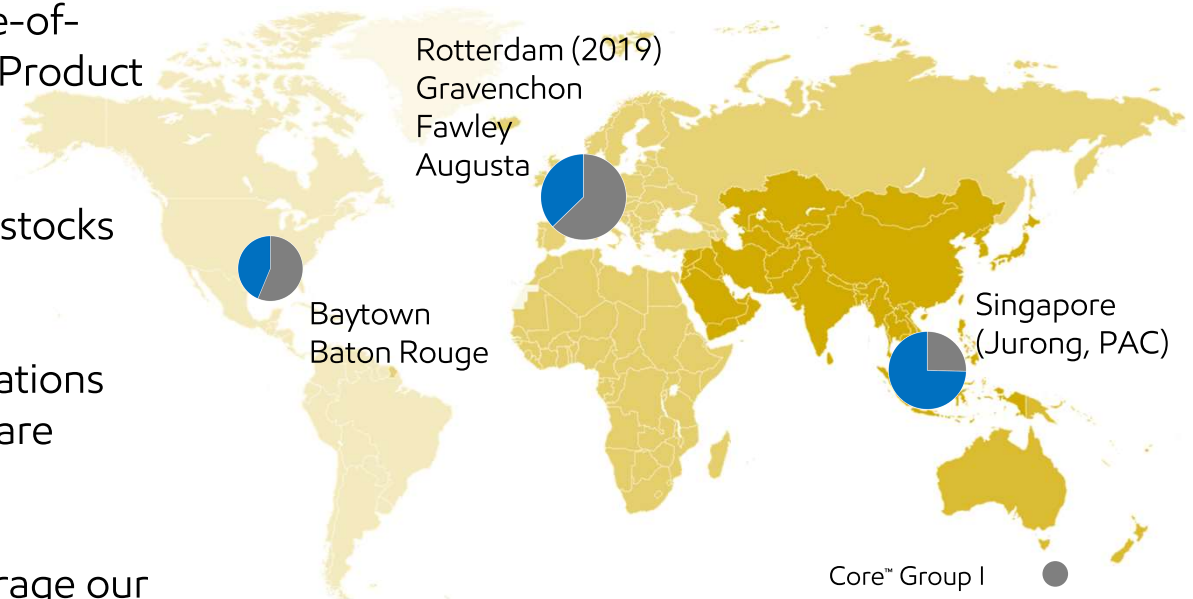 e-of-
Product
stocks
ations
are
rage our
Rotterdam (2019)
Gravenchon
Fawley
Augusta
Baytown
Baton Rouge
Singapore
(Jurong, PAC)
Core™ Group I